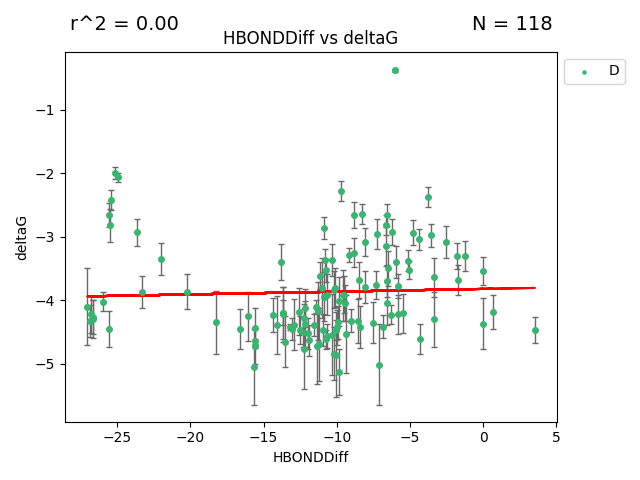 r^2 = 0.00
N = 118
HBONDDiff vs deltaG
D
deltaG
−1
−2
−3
−4
−5
−25
−20
−15
−10
−5
0
5
HBONDDiff